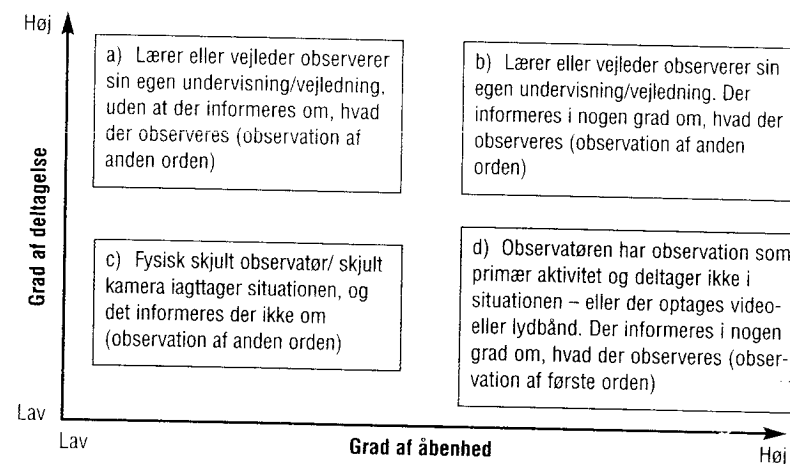 Høj
a) Lærer eller vejleder observerer
sin egen undervisning/vejledning,
uden at der informeres om, hvad
der observeres (observation af
anden orden)
b) Lærer eller vejleder observerer sin
egen undervisning/vejledning. Der
informeres i nogen grad om, hvad der
observeres (observation af anden
orden)
Grad af deltagelse
c) Fysisk skjult observatør/ skjult
kamera iagttager situationen, og
det informeres der ikke om
(observation af anden orden)
d) Observatøren har observation som
primær aktivitet og deltager ikke i
situationen – eller der optages video-
eller lydbånd. Der informeres i nogen
grad om, hvad der observeres (obser-
vation af første orden)
Lav
Lav
Grad af åbenhed
Høj